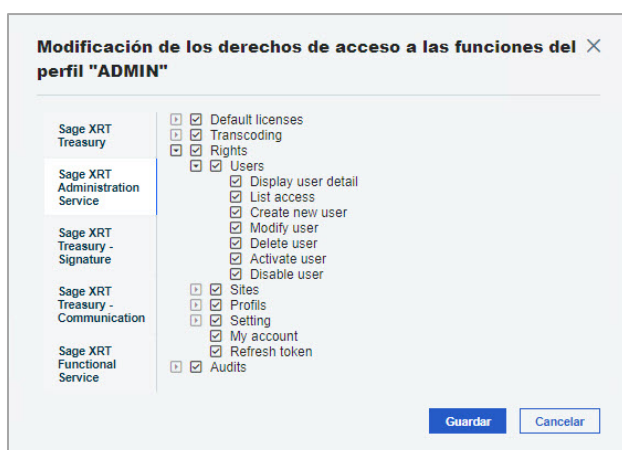 Modificación de los derechos de acceso a las funciones del
perfil "ADMIN"
Sage XRT
Treasury
Sage XRT
Administration
Service
Sage XRT
Treasury -
Signature
Sage XRT
Treasury -
Communication
Sage XRT
Functional
Service
Default licenses
Transcoding
Rights
Users
Display user detail
List access
Create new user
Modify user
Delete user
Activate user
Disable user
Sites
Profils
Setting
My account
Refresh token
Audits
Guardar
Cancelar